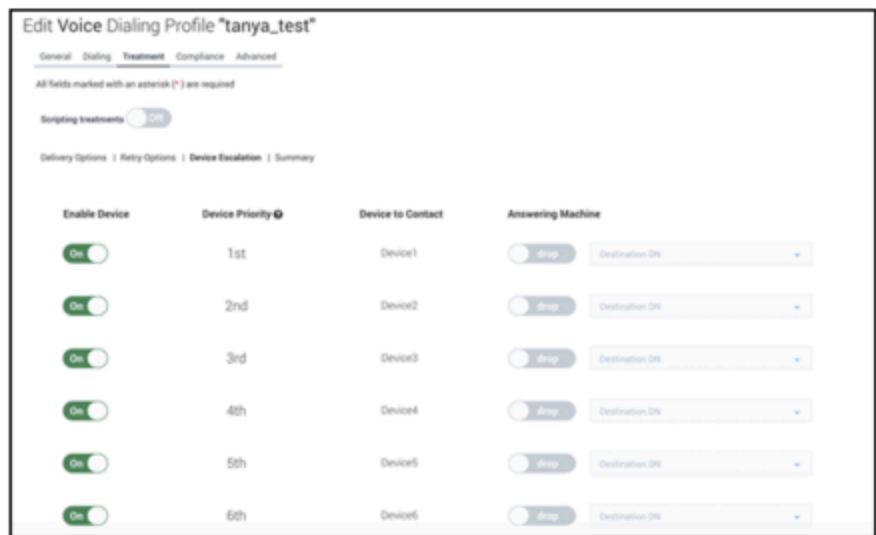 Edit Voice Dialing Profile "tanya_test"
General Dialing Treatment Compliance Advanced
All fields marked with an asterisk (*) are required
Scripting treatments Off
Delivery Options | Retry Options | Device Escalation | Summary
Enable Device Device Priority Device to Contact Answering Machine
On 1st Device1 drop Destination DN
On 2nd Device2 drop Destination DN
On 3rd Device3 drop Destination DN
On 4th Device4 drop Destination DN
On 5th Device5 drop Destination DN
On 6th Device6 drop Destination DN